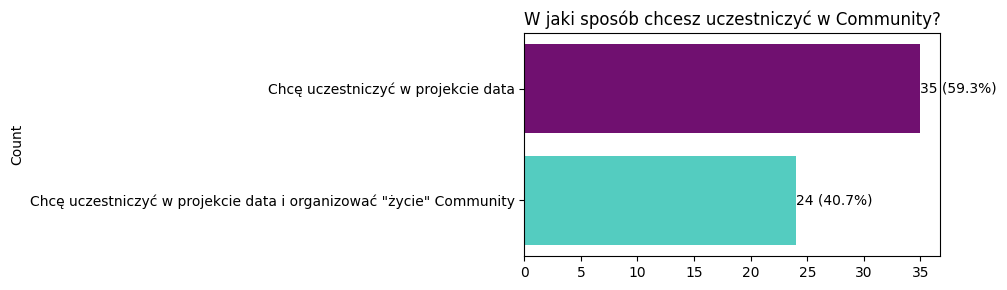 W jaki sposób chcesz uczestniczyć w Community?
Chcę uczestniczyć w projekcie data
35 (59.3%)
Count
Chcę uczestniczyć w projekcie data i organizować "życie" Community
24 (40.7%)
0 5 10 15 20 25 30 35